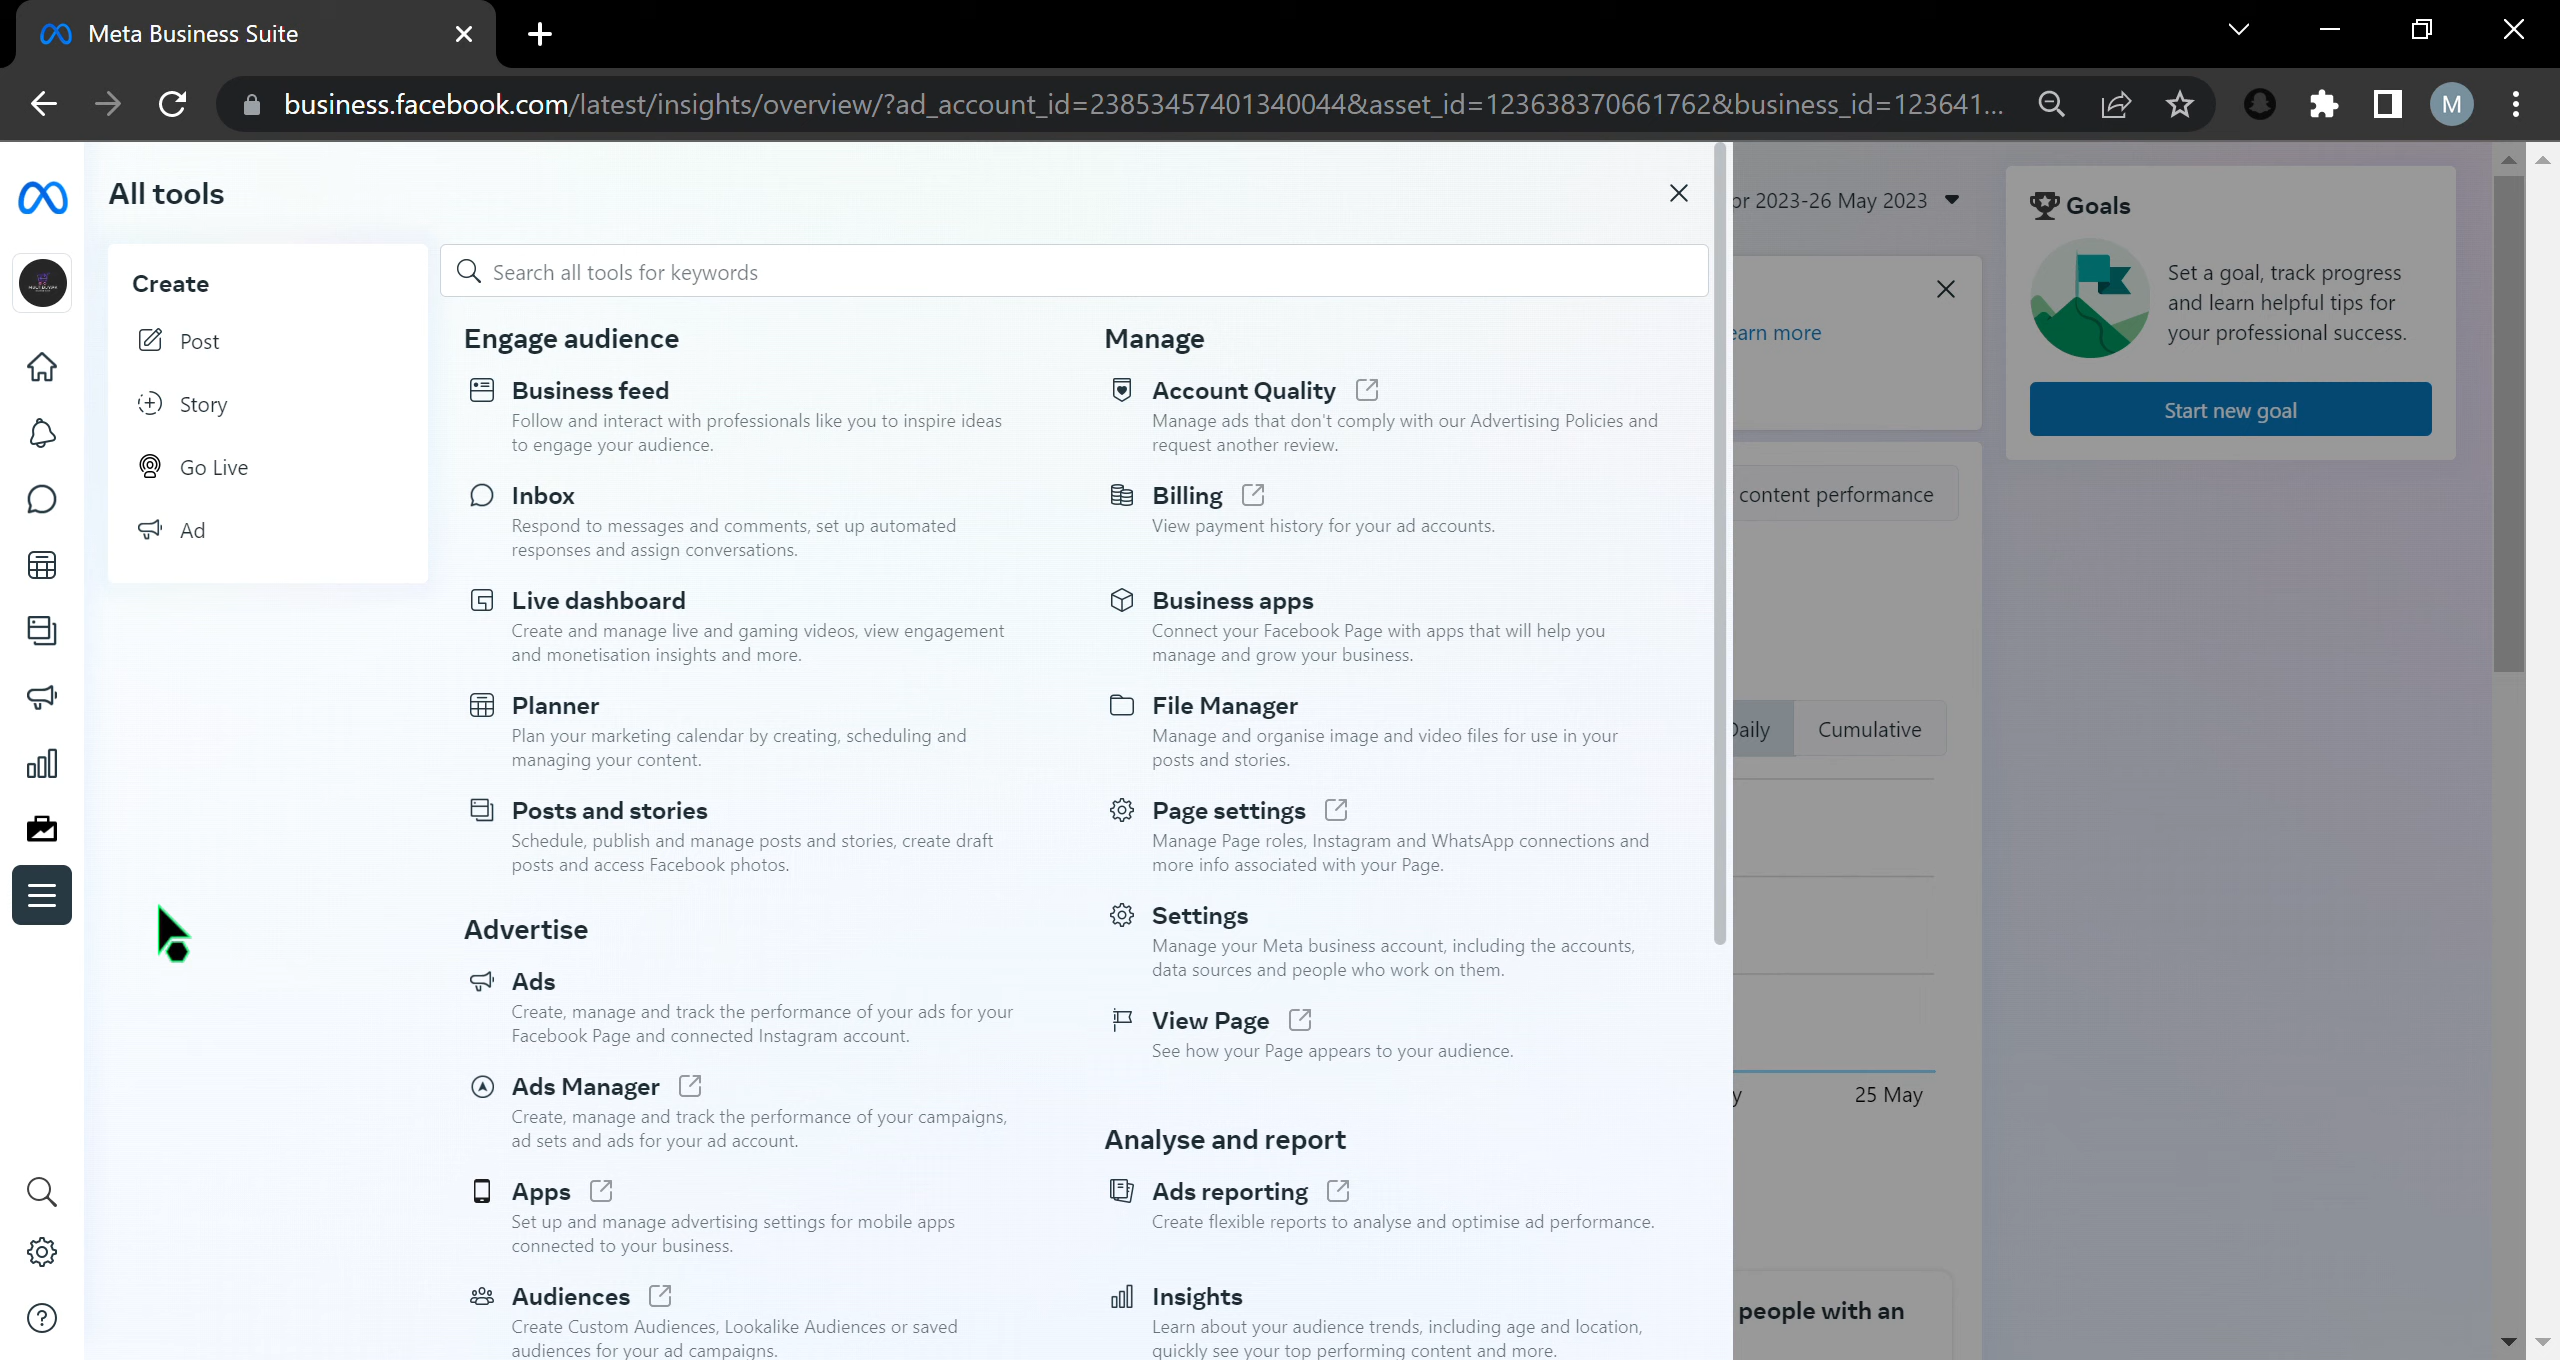 Meta Business Suite
business.facebook.com/latest/insights/overview/?ad_account_id=23853457401340044&asset_id=123638370661762&business_id=123641...
M
All tools
Create
Post
Story
Go Live
Ad
Search all tools for keywords
Engage audience
Business feed
Follow and interact with professionals like you to inspire ideas
to engage your audience.
Inbox
Respond to messages and comments, set up automated
responses and assign conversations.
Live dashboard
Create and manage live and gaming videos, view engagement
and monetisation insights and more.
Planner
Plan your marketing calendar by creating, scheduling and
managing your content.
Posts and stories
Schedule, publish and manage posts and stories, create draft
posts and access Facebook photos.
Advertise
Ads
Create, manage and track the performance of your ads for your
Facebook Page and connected Instagram account.
Ads Manager
Create, manage and track the performance of your campaigns,
ad sets and ads for your ad account.
Apps
Set up and manage advertising settings for mobile apps
connected to your business.
Audiences
Create Custom Audiences, Lookalike Audiences or saved
audiences for your ad campaigns.
Manage
Account Quality
Manage ads that don't comply with our Advertising Policies and
request another review.
Billing
View payment history for your ad accounts.
Business apps
Connect your Facebook Page with apps that will help you
manage and grow your business.
File Manager
Manage and organise image and video files for use in your
posts and stories.
Page settings
Manage Page roles, Instagram and WhatsApp connections and
more info associated with your Page.
Settings
Manage your Meta business account, including the accounts,
data sources and people who work on them.
View Page
See how your Page appears to your audience.
Analyse and report
Ads reporting
Create flexible reports to analyse and optimise ad performance.
Insights
Learn about your audience trends, including age and location,
quickly see your top performing content and more.
pr 2023-26 May 2023
earn more
content performance
Daily
Cumulative
y
25 May
people with an
Goals
Set a goal, track progress
and learn helpful tips for
your professional success.
Start new goal